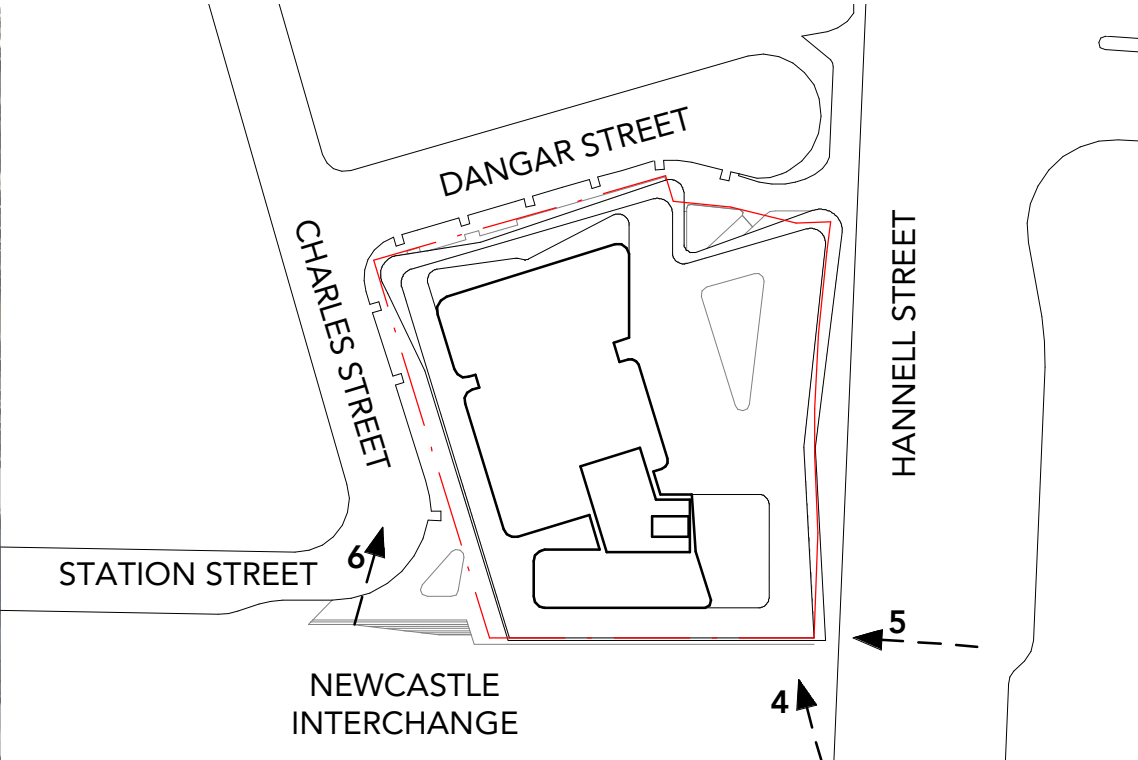 DANGAR STREET
CHARLES STREET
HANNELL STREET
6
STATION STREET
5
NEWCASTLE
INTERCHANGE
4